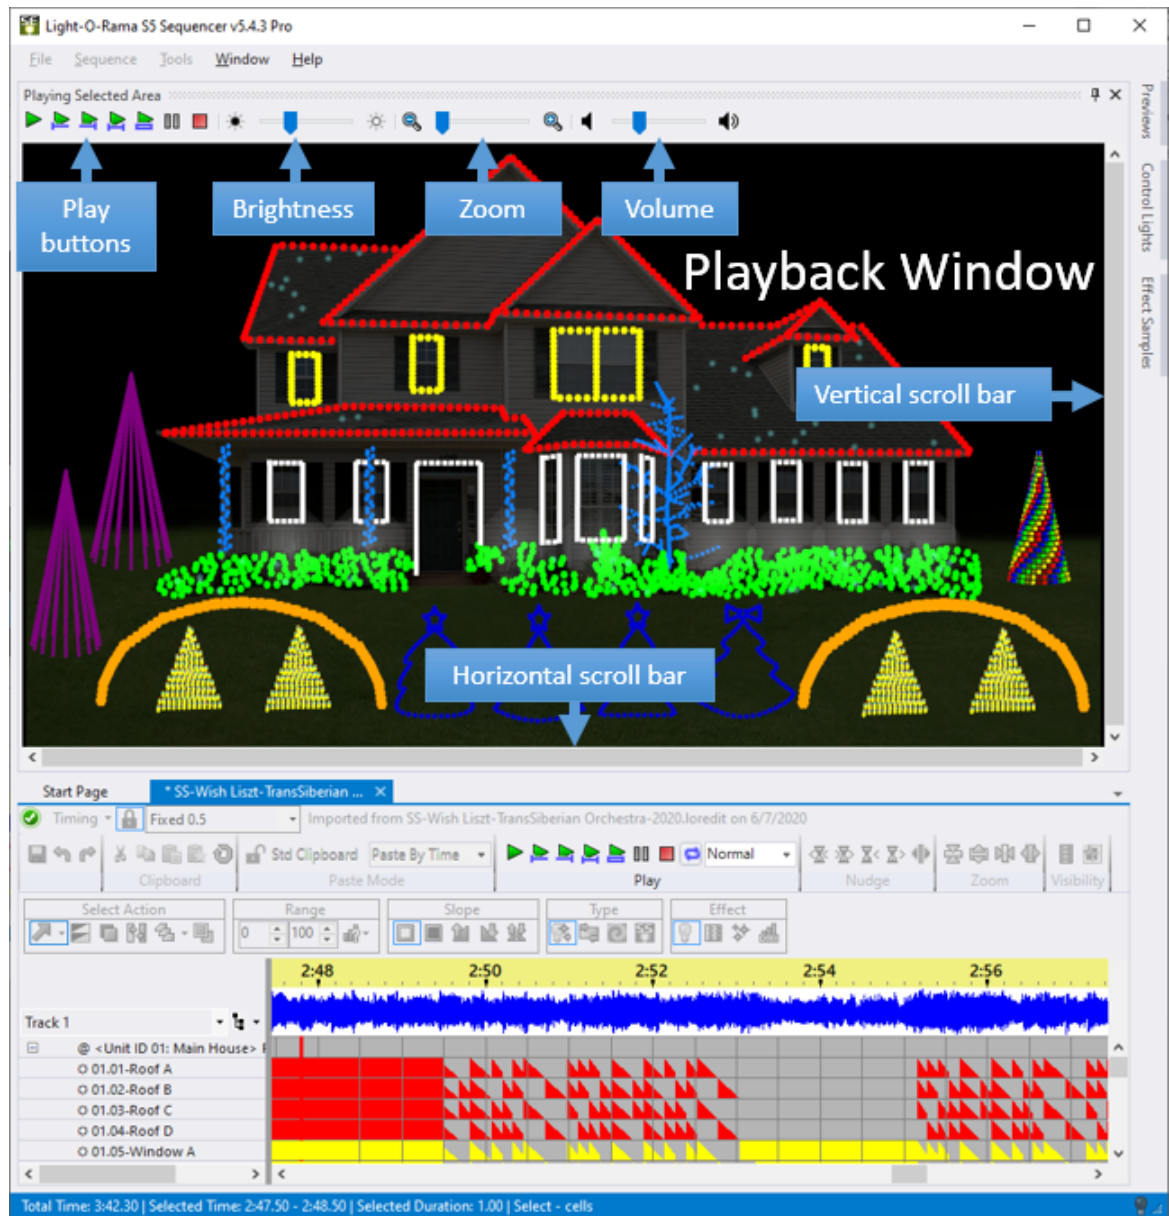 Light-O-Rama S5 Sequencer v5.4.3 Pro
File Sequence Tools Window Help
Playing Selected Area
Previews
Control Lights
Effect Samples
Play buttons
Brightness
Zoom
Volume
Playback Window
Vertical scroll bar
Horizontal scroll bar
Start Page
* SS-Wish Liszt-TransSiberian ...
Timing
Fixed 0.5
Imported from SS-Wish Liszt-TransSiberian Orchestra-2020.loredit on 6/7/2020
Std Clipboard
Paste By Time
Normal
Clipboard
Paste Mode
Play
Nudge
Zoom
Visibility
Select Action
Range
Slope
Type
Effect
0
100
2:48 2:50 2:52 2:54 2:56
Track 1
@ <Unit ID 01: Main House>
01.01-Roof A
01.02-Roof B
01.03-Roof C
01.04-Roof D
01.05-Window A
Total Time: 3:42.30 | Selected Time: 2:47.50 - 2:48.50 | Selected Duration: 1.00 | Select - cells